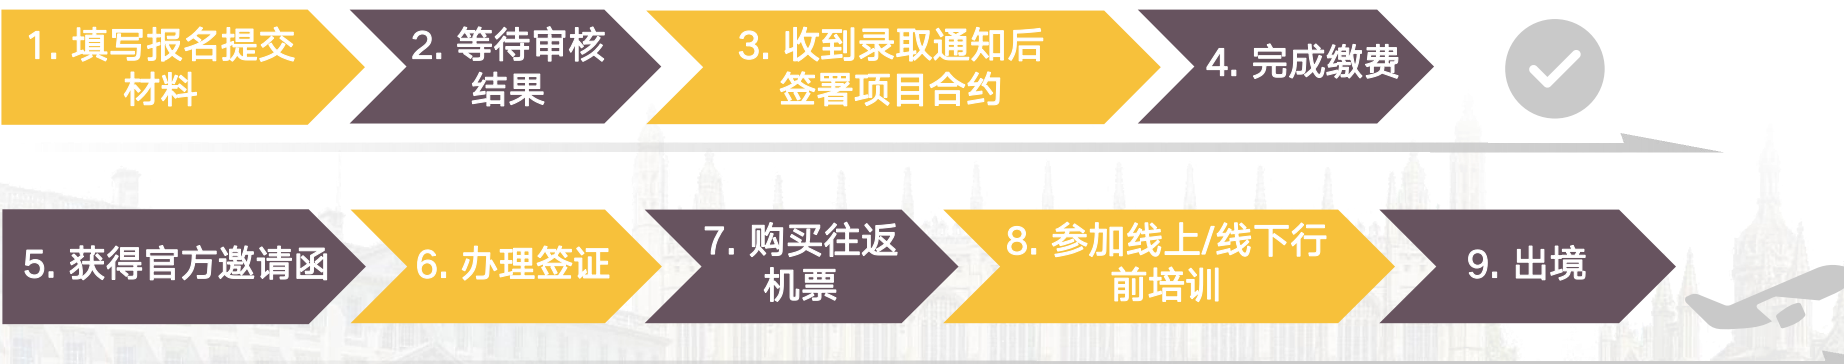 1. 填写报名提交
材料
2. 等待审核
结果
3. 收到录取通知后
签署项目合约
4. 完成缴费
5. 获得官方邀请函
6. 办理签证
7. 购买往返
机票
8. 参加线上/线下行
前培训
9. 出境